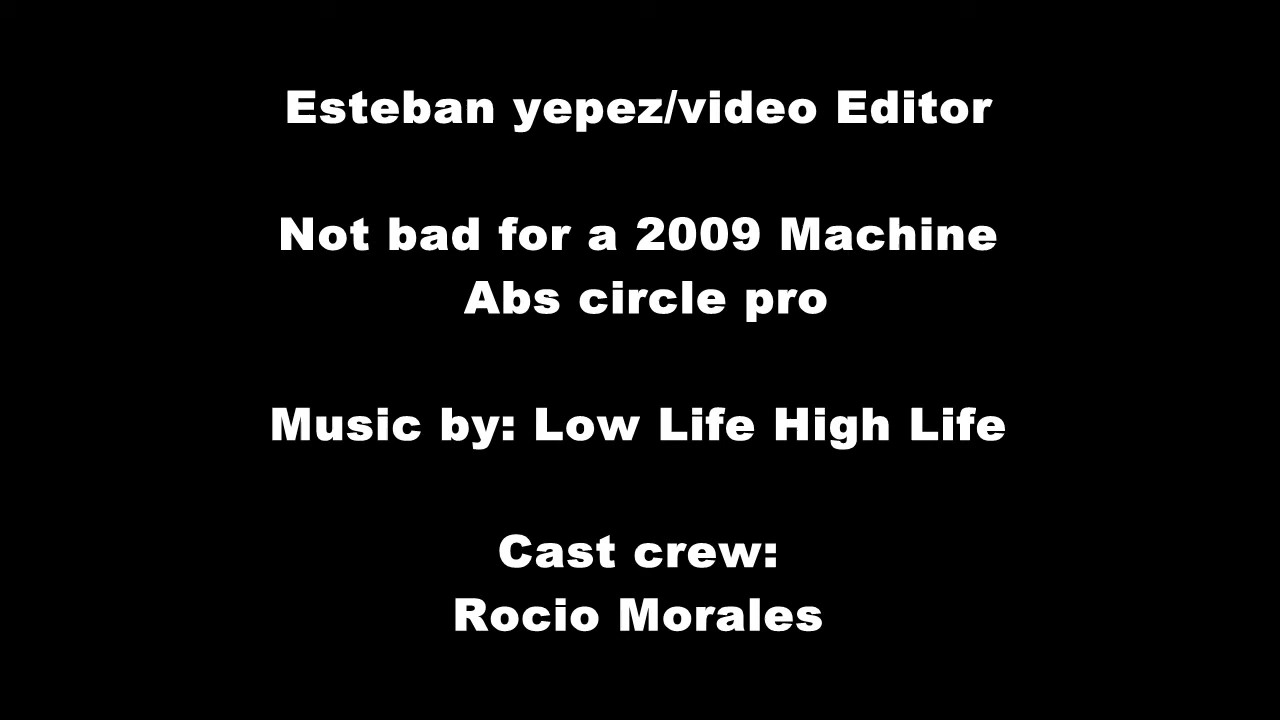 Esteban yepez/video Editor
Not bad for a 2009 Machine
Abs circle pro
Music by: Low Life High Life
Cast crew:
Rocio Morales